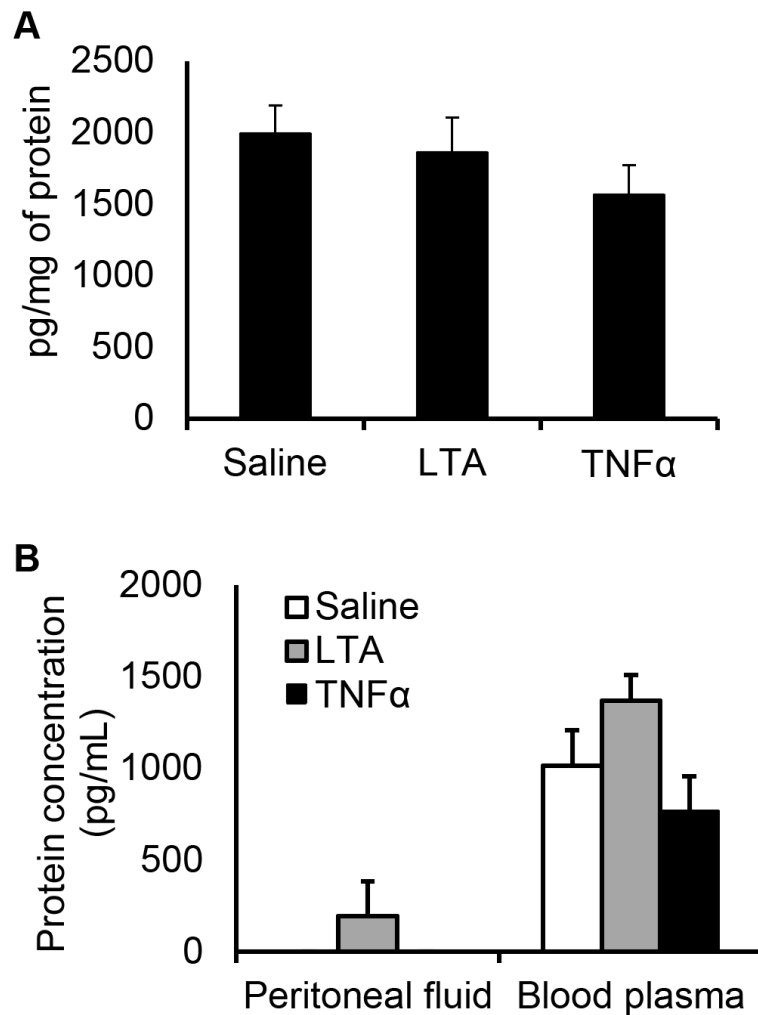 A
pg/mg of protein
2500
2000
1500
1000
500
0
Saline LTA TNFα
B
Protein concentration
(pg/mL)
2000
1500
1000
500
0
Saline
LTA
TNFα
Peritoneal fluid Blood plasma